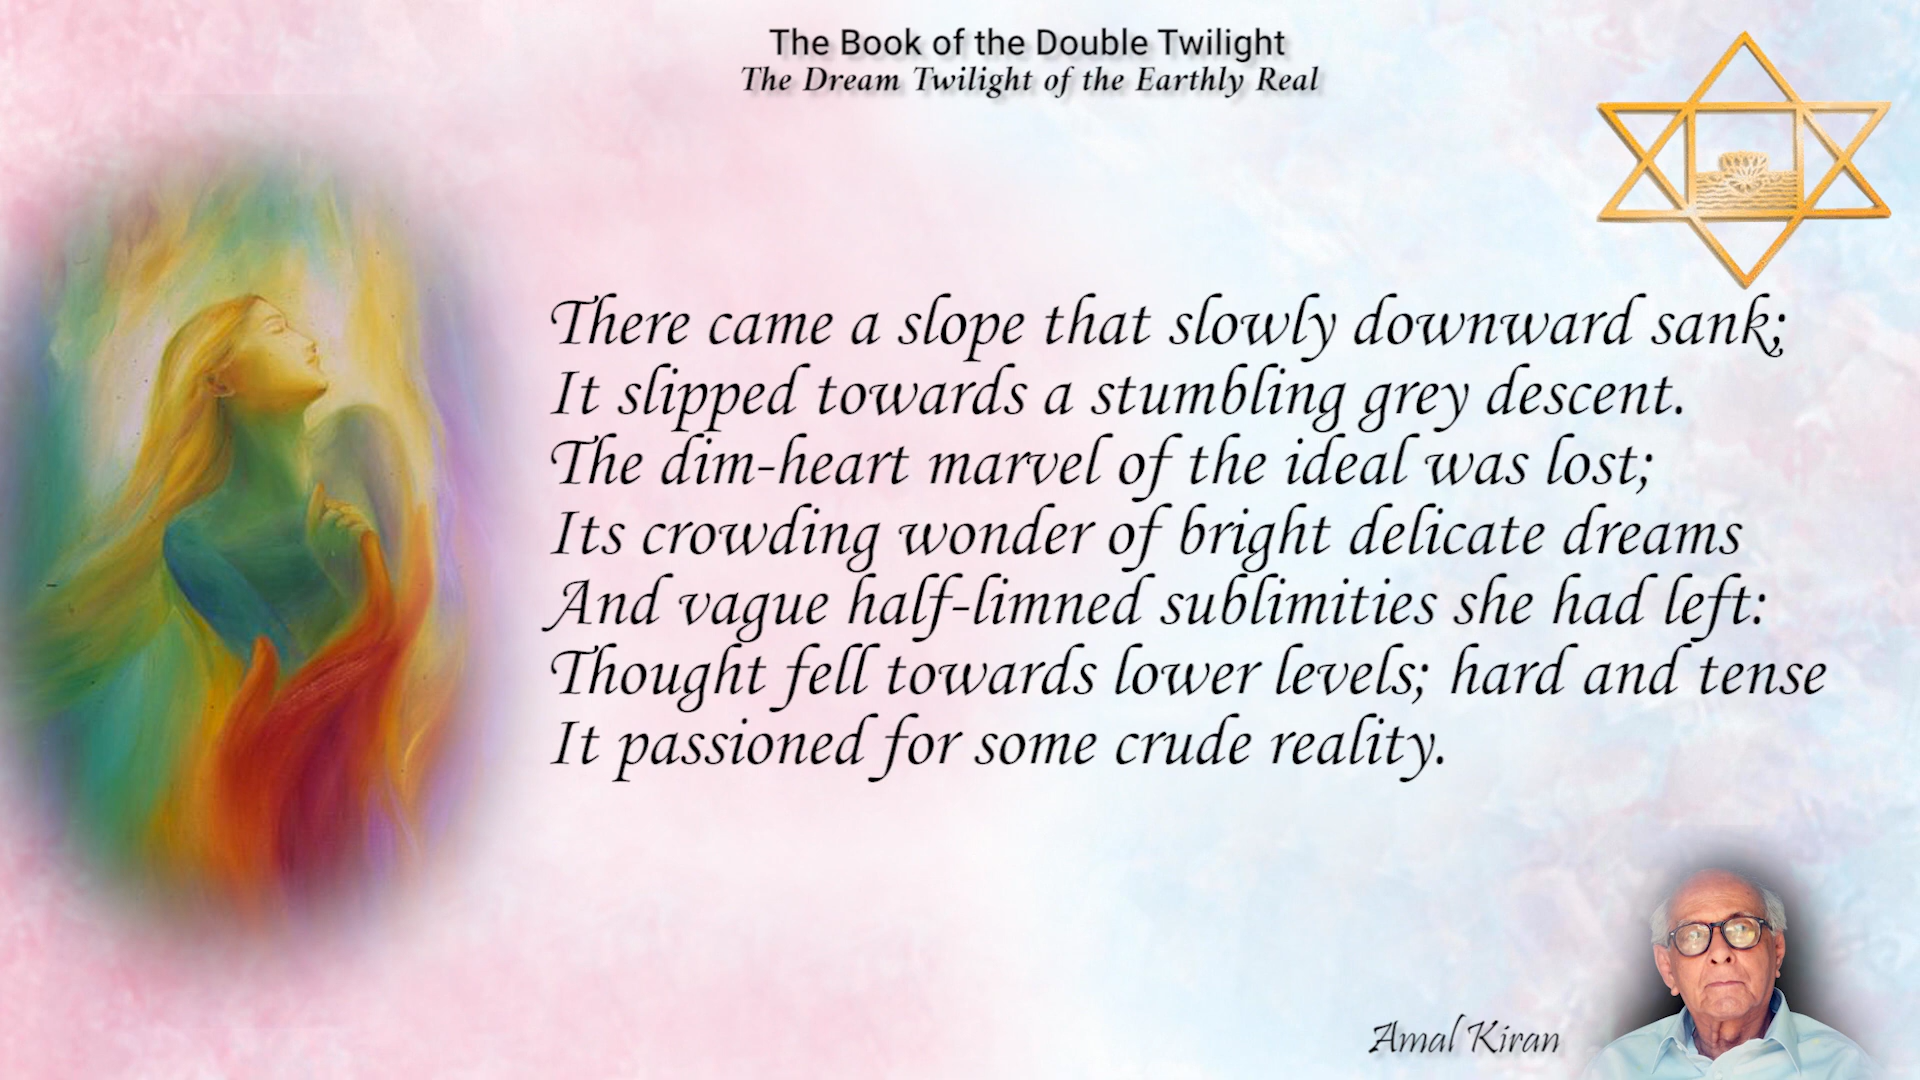 The Book of the Double Twilight
The Dream Twilight of the Earthly Real
There came a slope that slowly downward sank;
It slipped towards a stumbling grey descent.
The dim-heart marvel of the ideal was lost;
Its crowding wonder of bright delicate dreams
And vague half-limned sublimities she had left:
Thought fell towards lower levels; hard and tense
It passioned for some crude reality.
Amal Kiran